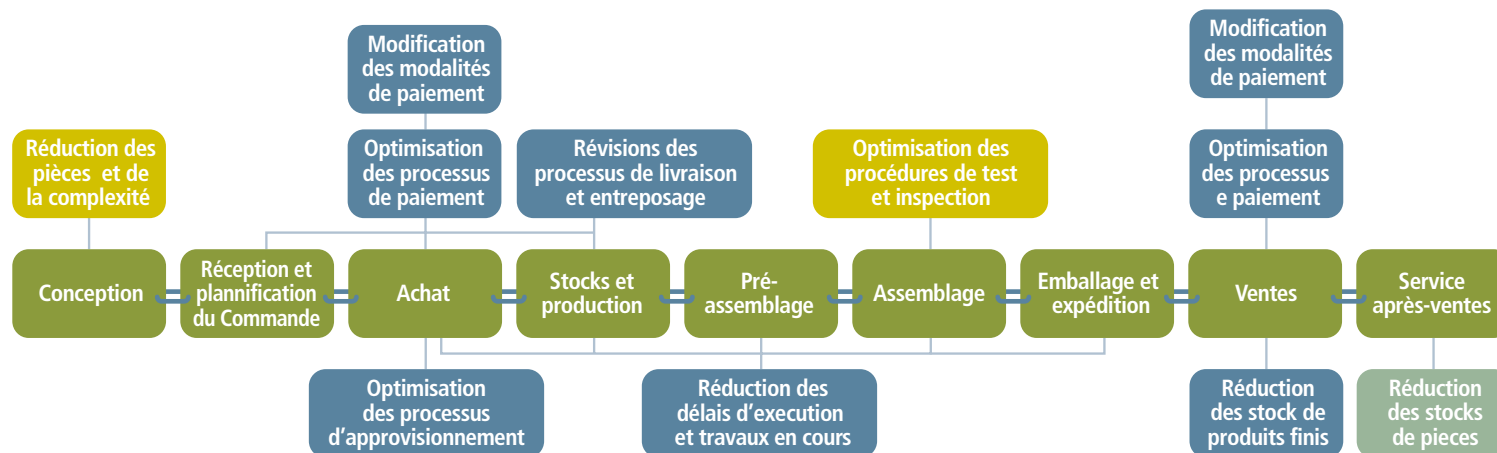 Modification
des modalités
de paiement
Modification
des modalités
de paiement
Réduction des
pièces et de
la complexité
Optimisation
des processus
de paiement
Révisions des
processus de livraison
et entreposage
Optimisation des
procédures de test
et inspection
Optimisation
des processus
e paiement
Conception
Réception et
plannification
du Commande
Achat
Stocks et
production
Pré-
assemblage
Assemblage
Emballage et
expédition
Ventes
Service
après-ventes
Optimisation
des processus
d'approvisionnement
Réduction des
délais d'execution
et travaux en cours
Réduction
des stock de
produits finis
Réduction
des stocks
de pieces